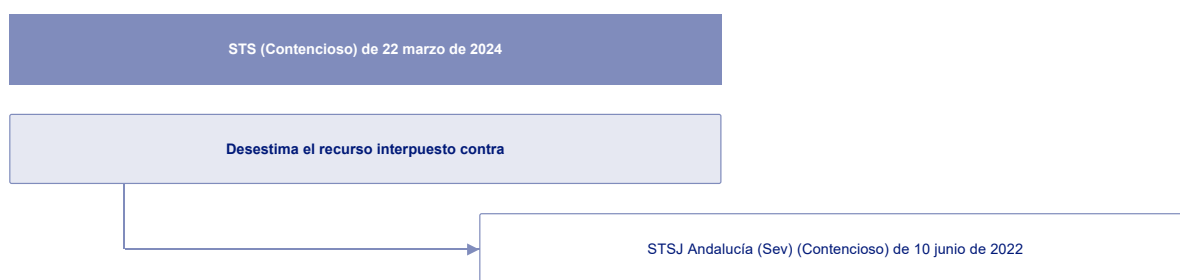 STS (Contencioso) de 22 marzo de 2024
Desestima el recurso interpuesto contra
STSJ Andalucía (Sev) (Contencioso) de 10 junio de 2022